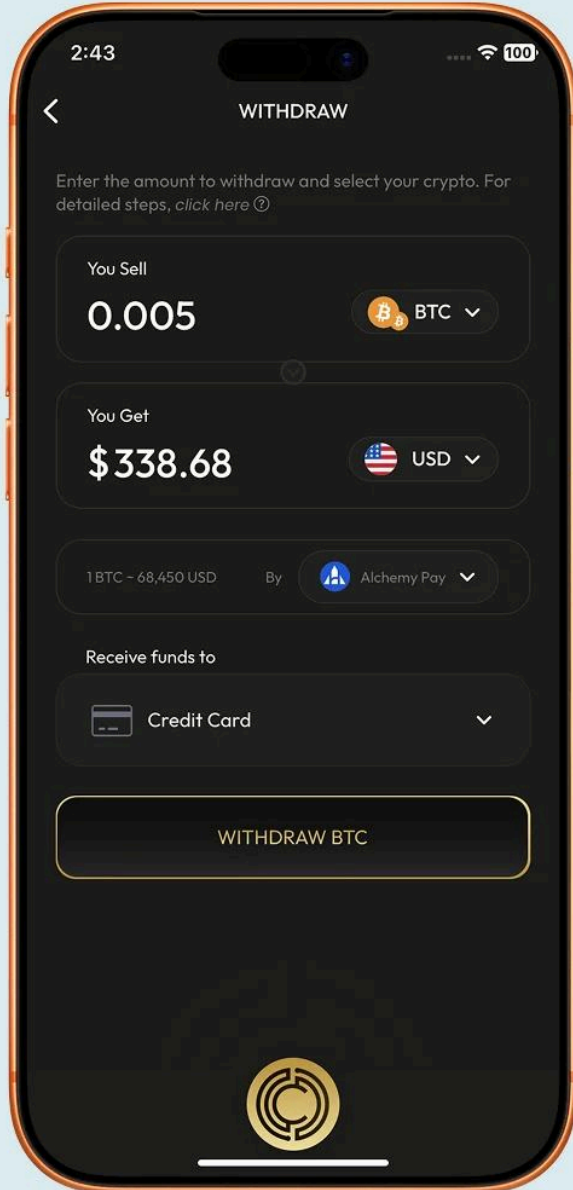 2:43
100
WITHDRAW
Enter the amount to withdraw and select your crypto. For
detailed steps, click here ?
You Sell
0.005
BTC
You Get
$338.68
USD
1 BTC ~ 68,450 USD By Alchemy Pay
Receive funds to
Credit Card
WITHDRAW BTC